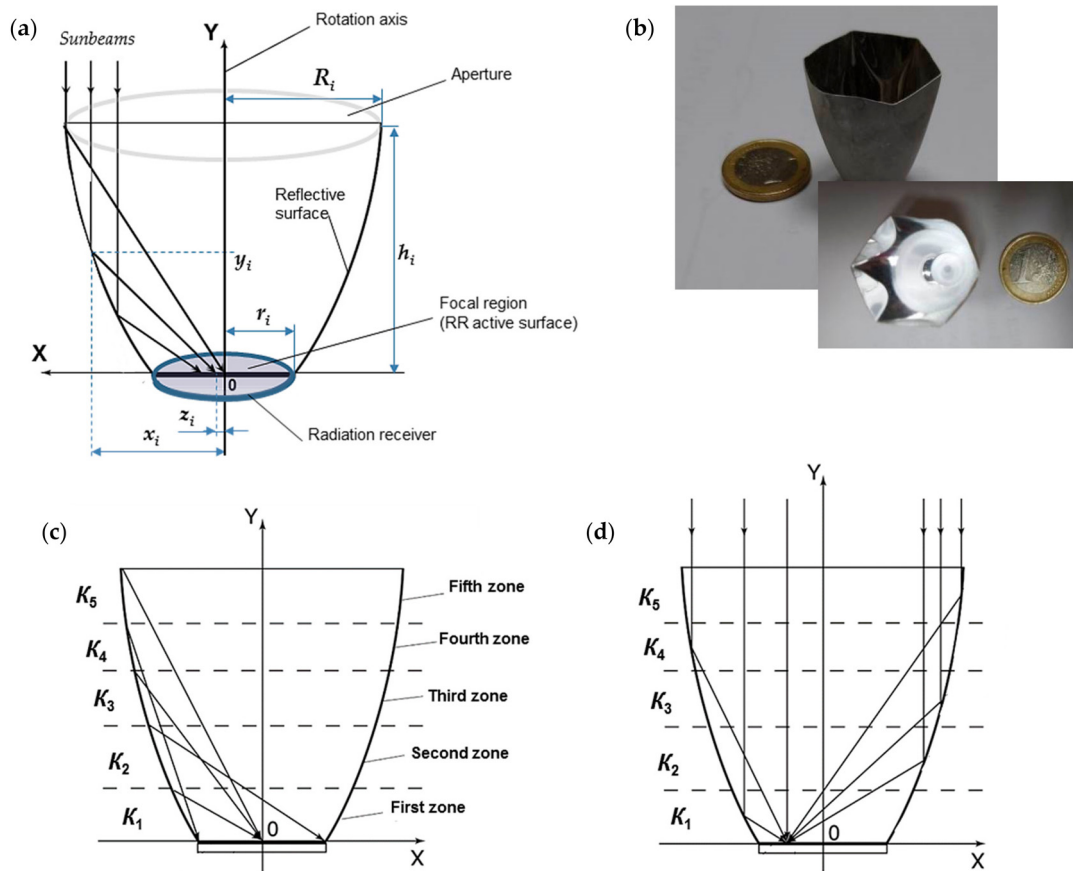 (a)
Sunbeams
Y
Rotation axis
R_i
Aperture
Reflective
surface
y_i
h_i
r_i
Focal region
(RR active surface)
X
0
z_i
x_i
Radiation receiver
(b)
1
(c)
Y
K_5
Fifth zone
K_4
Fourth zone
K_3
Third zone
K_2
Second zone
K_1
First zone
0
X
(d)
Y
K_5
K_4
K_3
K_2
K_1
0
X